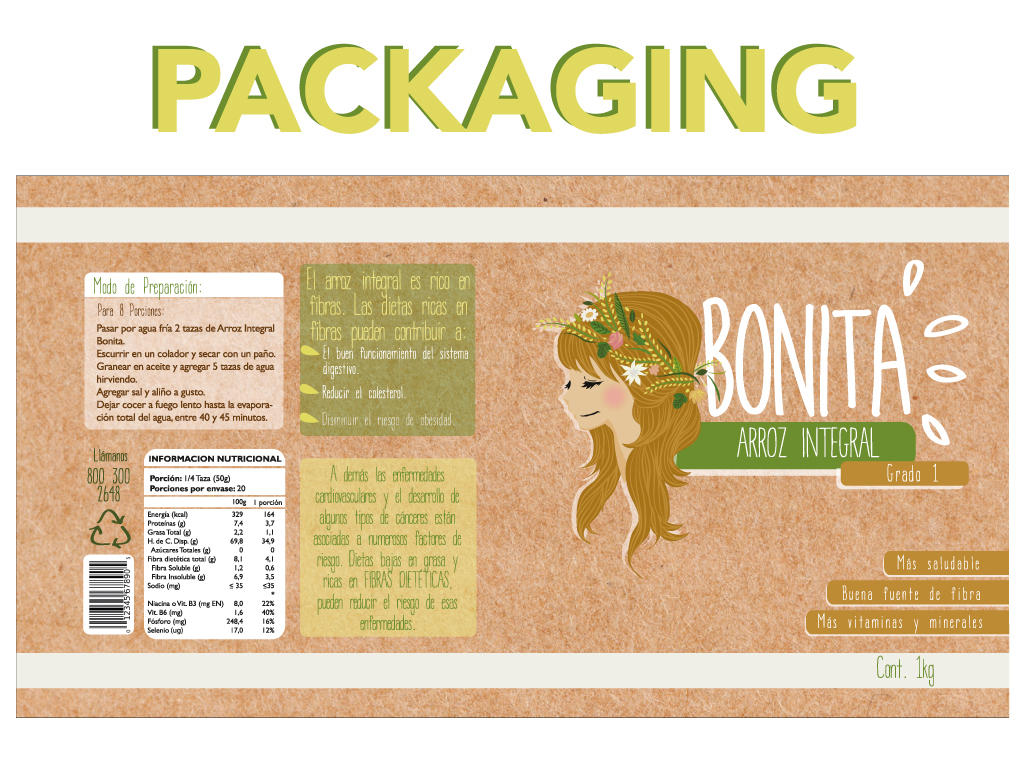 PACKAGING
Modo de Preparación:
Para 8 Porciones:
Pasar por agua fría 2 tazas de Arroz Integral
Bonita.
Escurrir en un colador y secar con un paño.
Granear en aceite y agregar 5 tazas de agua
hirviendo.
Agregar sal y aliño a gusto.
Dejar cocer a fuego lento hasta la evapora-
ción total del agua, entre 40 y 45 minutos.
El arroz integral es rico en
fibras. Las dietas ricas en
fibras pueden contribuir a:
El buen funcionamiento del sistema
digestivo.
Reducir el colesterol.
Disminuir el riesgo de obesidad.
Llámanos
800 300
2648
INFORMACION NUTRICIONAL
Porción: 1/4 Taza (50g)
Porciones por envase: 20
100g 1 porción
Energía (kcal) 329 164
Proteínas (g) 7,4 3,7
Grasa Total (g) 2,2 1,1
H. de C. Disp. (g) 69,8 34,9
Azúcares Totales (g) 0 0
Fibra dietética total (g) 8,1 4,1
Fibra Soluble (g) 1,2 0,6
Fibra Insoluble (g) 6,9 3,5
Sodio (mg) ≤ 35 ≤35
*
Niacina o Vit. B3 (mg EN) 8,0 22%
Vit. B6 (mg) 1,6 40%
Fósforo (mg) 248,4 16%
Selenio (ug) 17,0 12%
0 12345 67890 5
A demás las enfermedades
cardiovasculares y el desarrollo de
algunos tipos de cánceres están
asociadas a numerosos factores de
riesgo. Dietas bajas en grasa y
ricas en FIBRAS DIETÉTICAS,
pueden reducir el riesgo de esas
enfermedades.
BONITA
ARROZ INTEGRAL
Grado 1
Más saludable
Buena fuente de fibra
Más vitaminas y minerales
Cont. 1kg